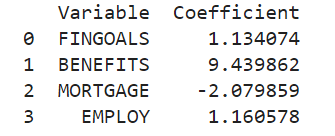 Variable Coefficient
0 FINGOALS 1.134074
1 BENEFITS 9.439862
2 MORTGAGE -2.079859
3 EMPLOY 1.160578